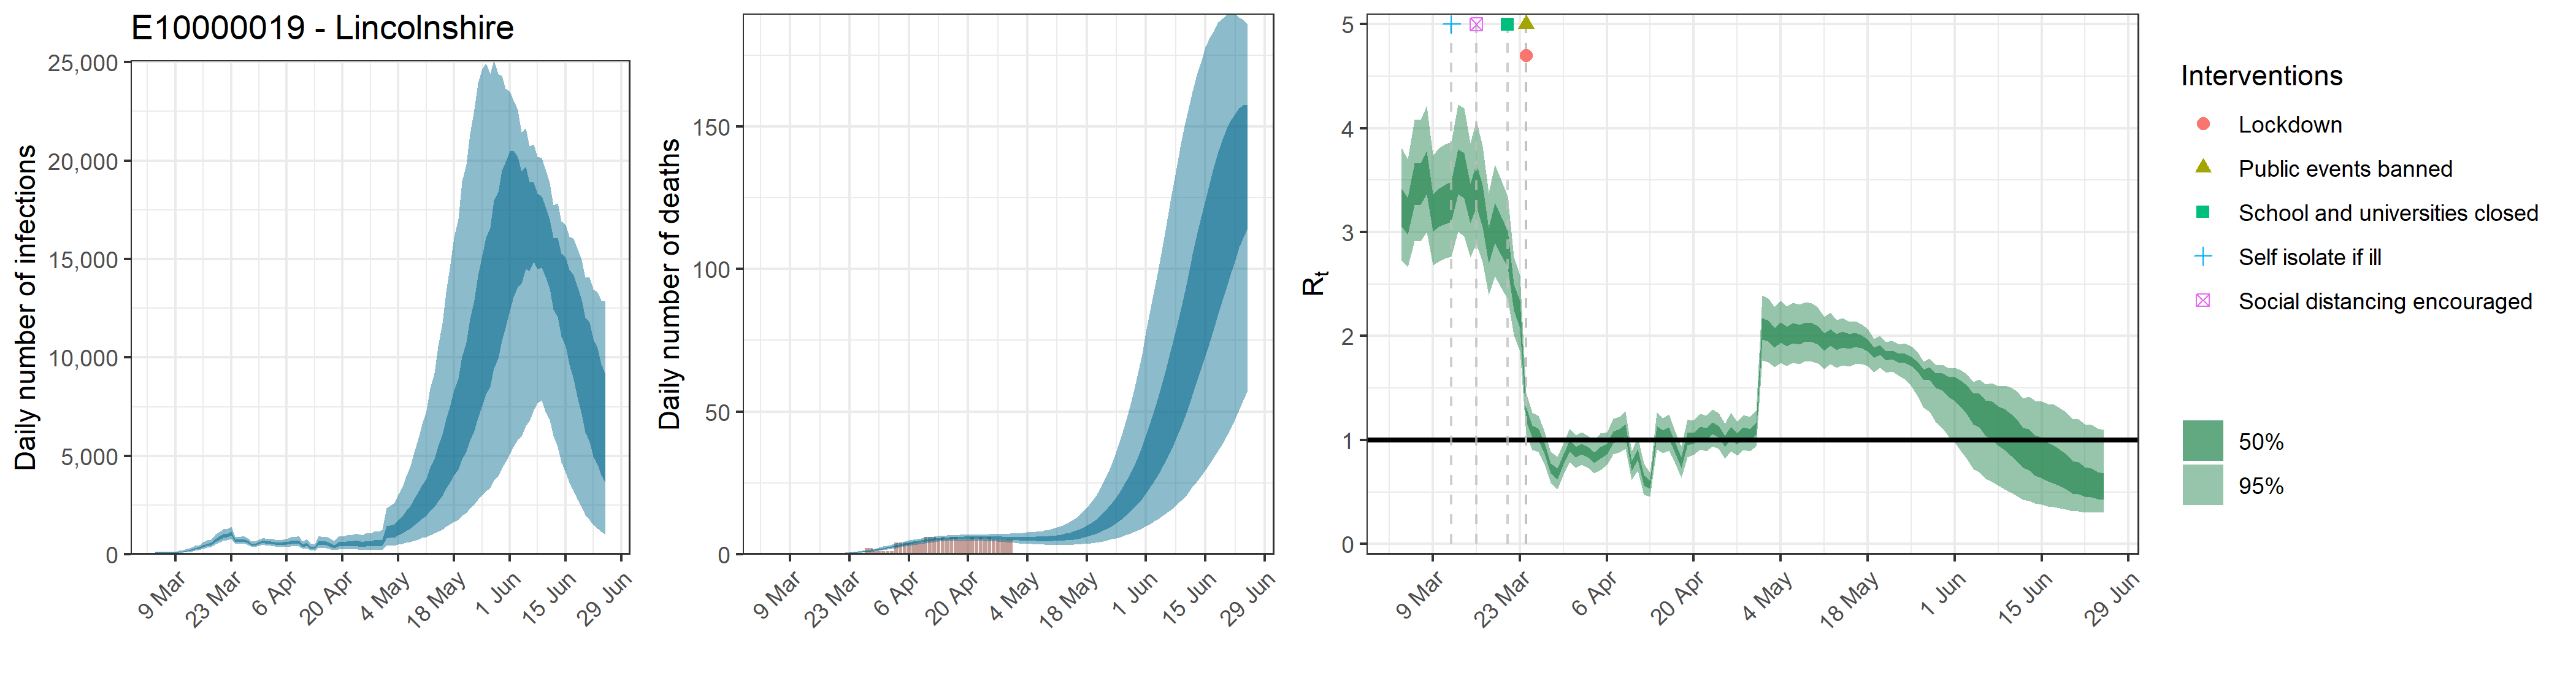 E10000019 - Lincolnshire
Daily number of infections
25,000
20,000
15,000
10,000
5,000
0
9 Mar
23 Mar
6 Apr
20 Apr
4 May
18 May
1 Jun
15 Jun
29 Jun
Daily number of deaths
150
100
50
0
9 Mar
23 Mar
6 Apr
20 Apr
4 May
18 May
1 Jun
15 Jun
29 Jun
Rt
5
4
3
2
1
0
9 Mar
23 Mar
6 Apr
20 Apr
4 May
18 May
1 Jun
15 Jun
29 Jun
Interventions
Lockdown
Public events banned
School and universities closed
Self isolate if ill
Social distancing encouraged
50%
95%